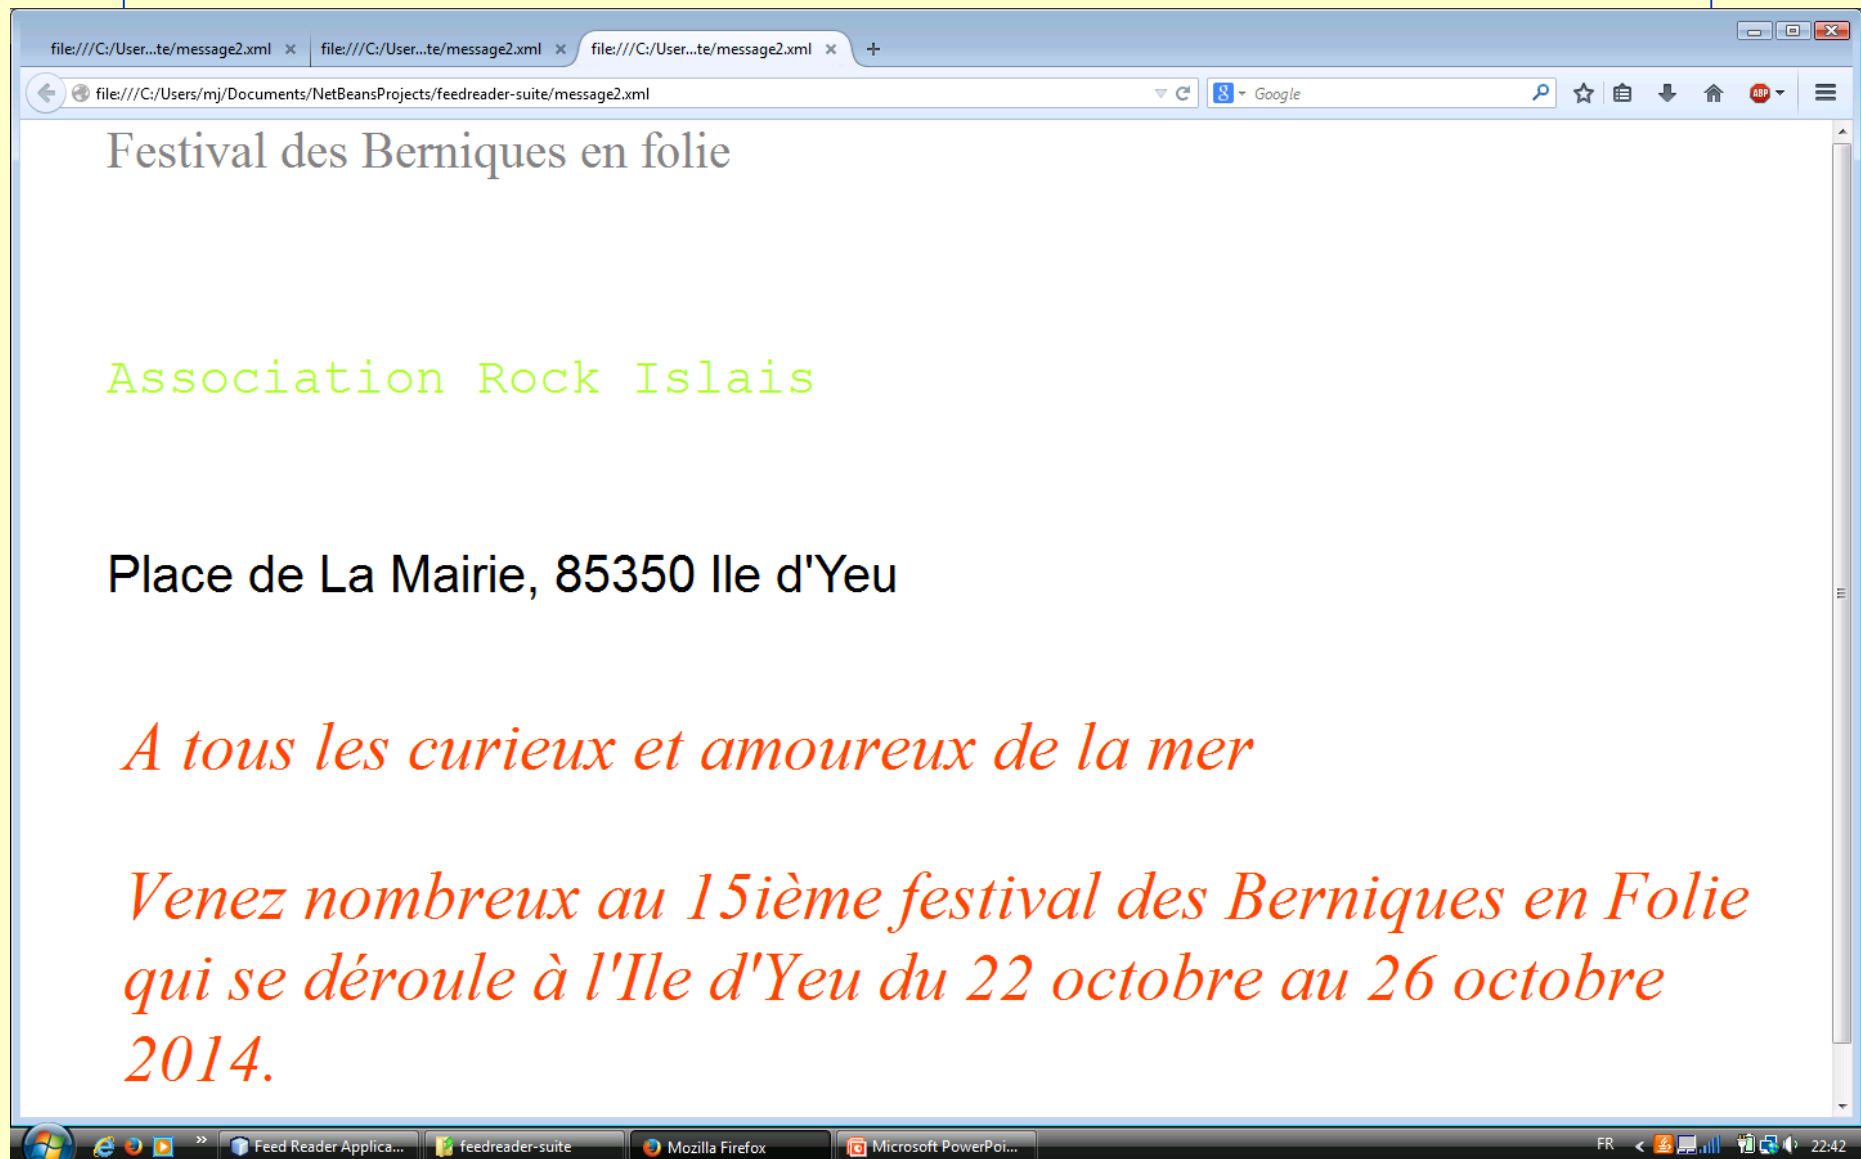 file:///C:/User...te/message2.xml × file:///C:/User...te/message2.xml × file:///C:/User...te/message2.xml × +
file:///C:/Users/mj/Documents/NetBeansProjects/feedreader-suite/message2.xml 8 Google ABP
Festival des Berniques en folie
Association Rock Islais
Place de La Mairie, 85350 Ile d'Yeu
A tous les curieux et amoureux de la mer
Venez nombreux au 15ième festival des Berniques en Folie
qui se déroule à l'Ile d'Yeu du 22 octobre au 26 octobre
2014.
» Feed Reader Applica... feedreader-suite Mozilla Firefox Microsoft PowerPoi... FR < 22:42